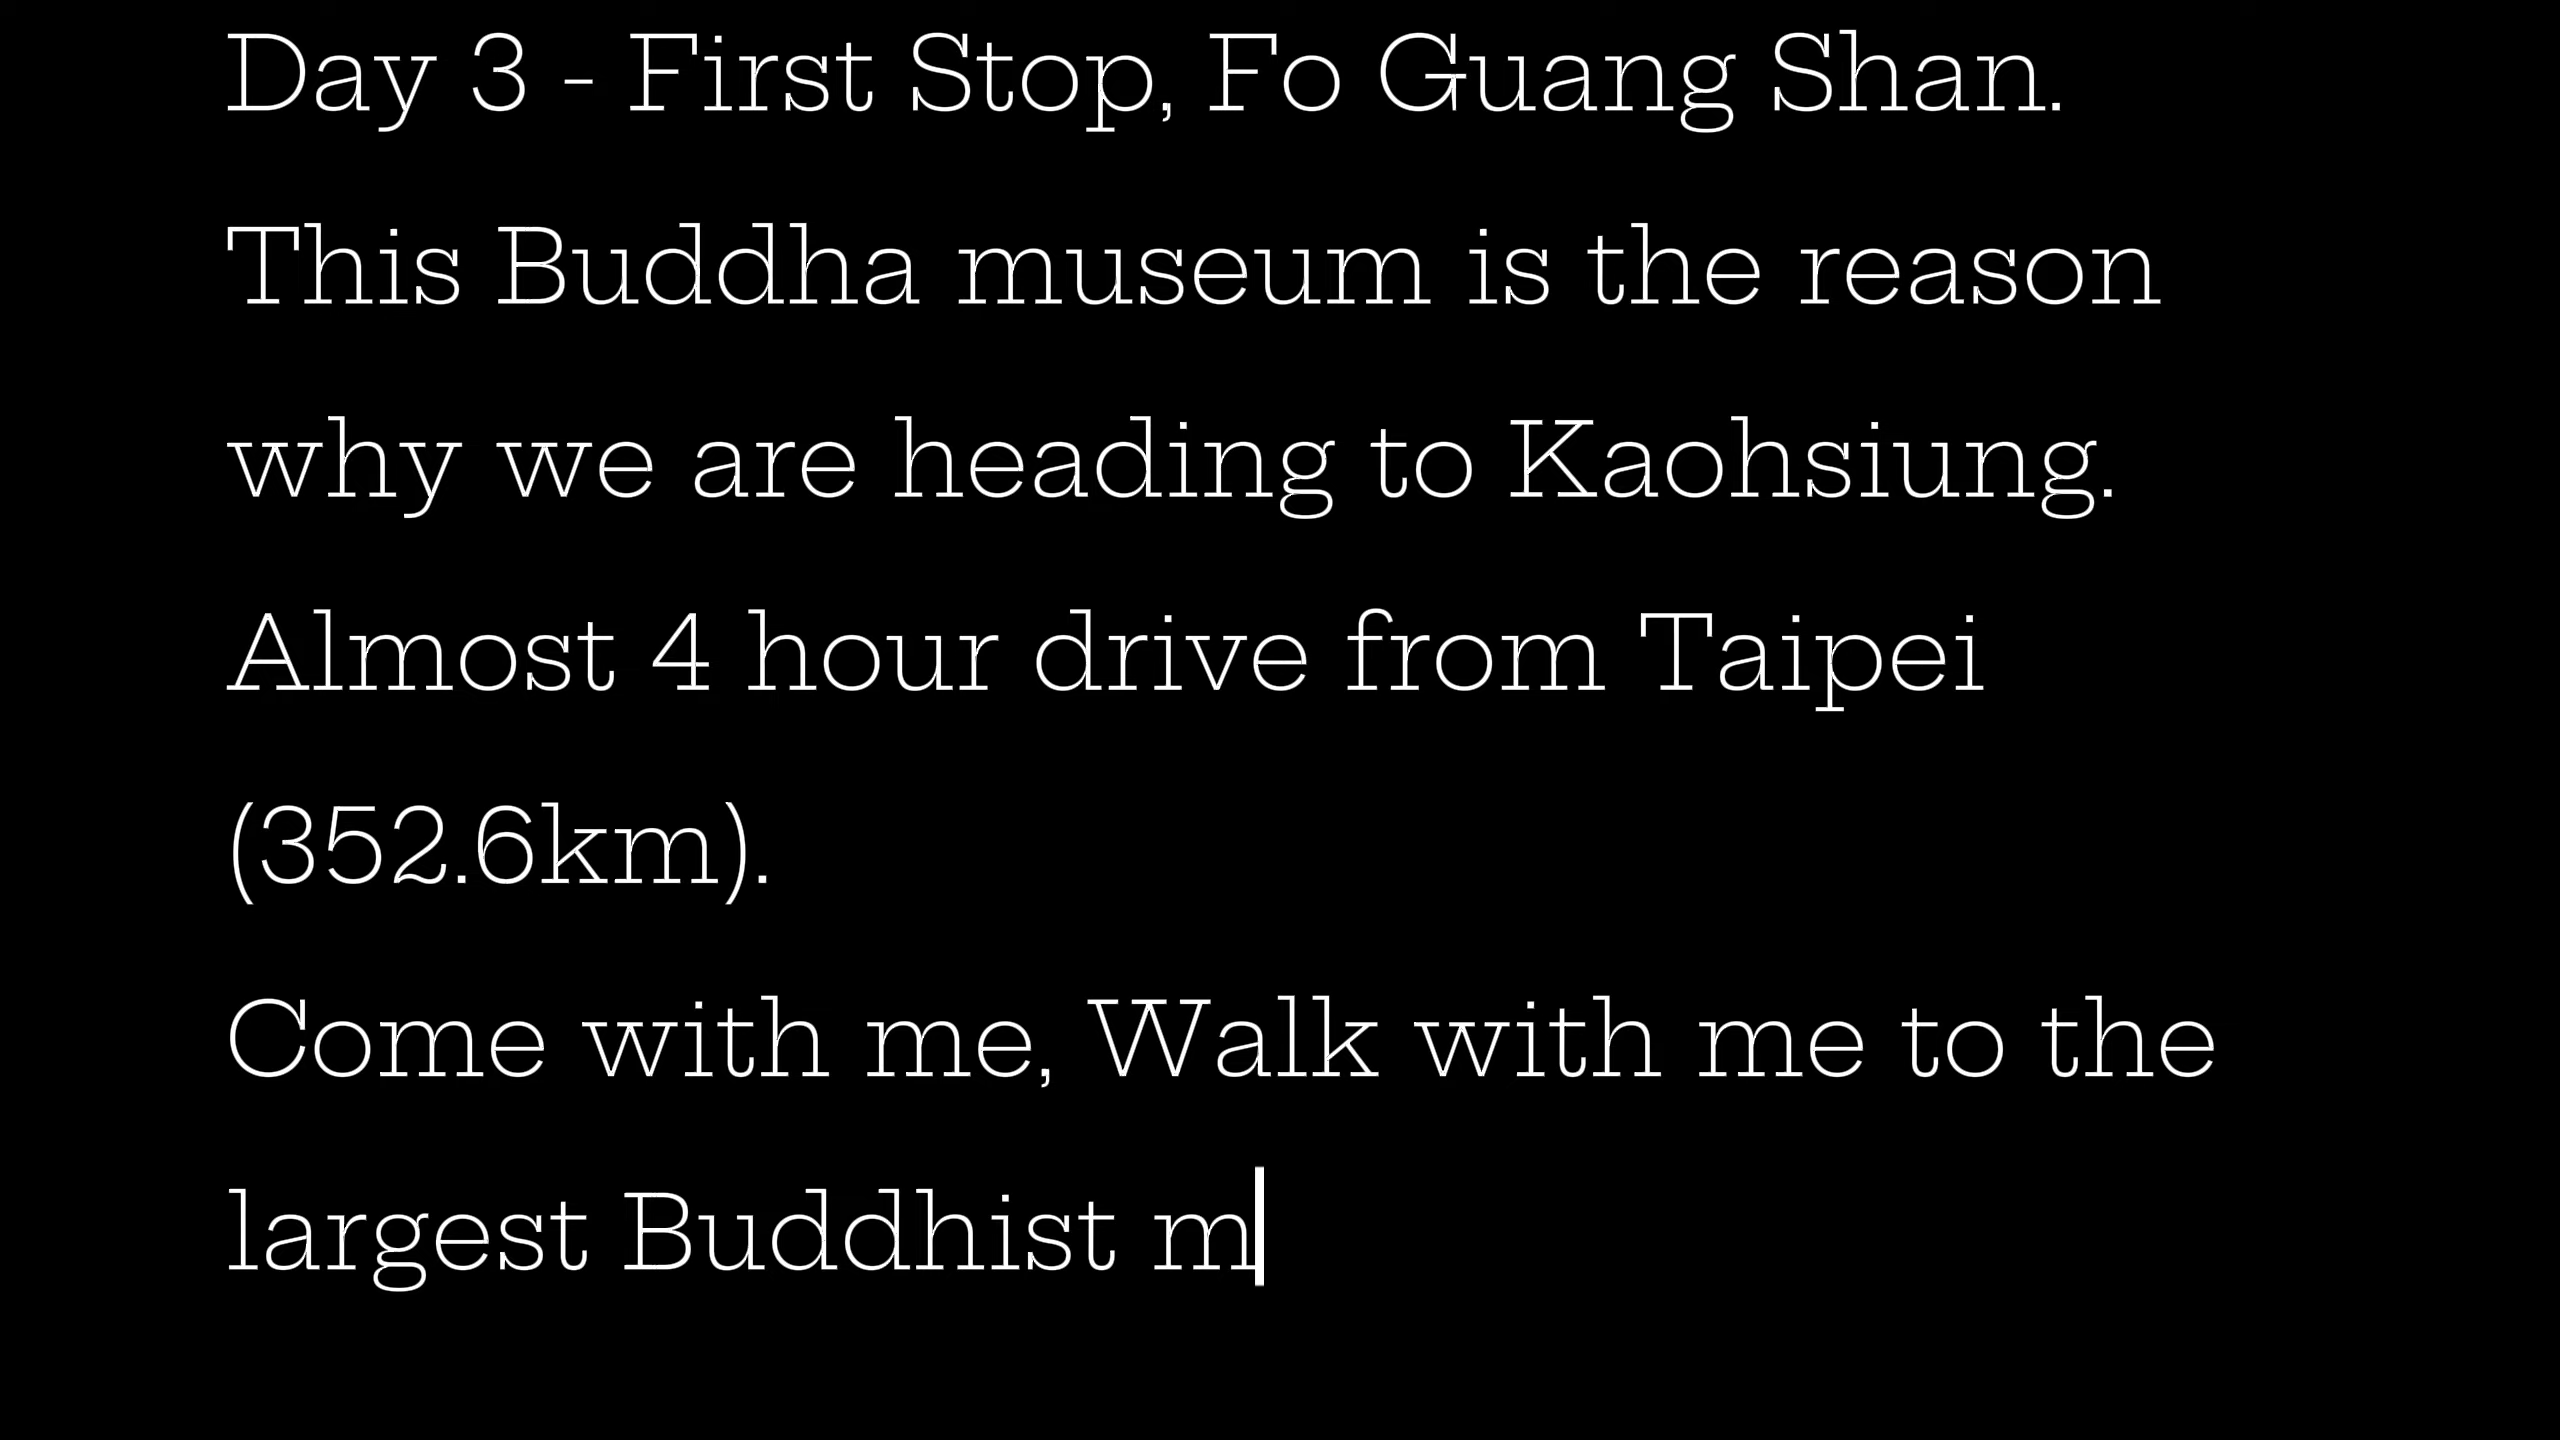 Day 3 - First Stop, Fo Guang Shan.
This Buddha museum is the reason
why we are heading to Kaohsiung.
Almost 4 hour drive from Taipei
(352.6km).
Come with me, Walk with me to the
largest Buddhist m